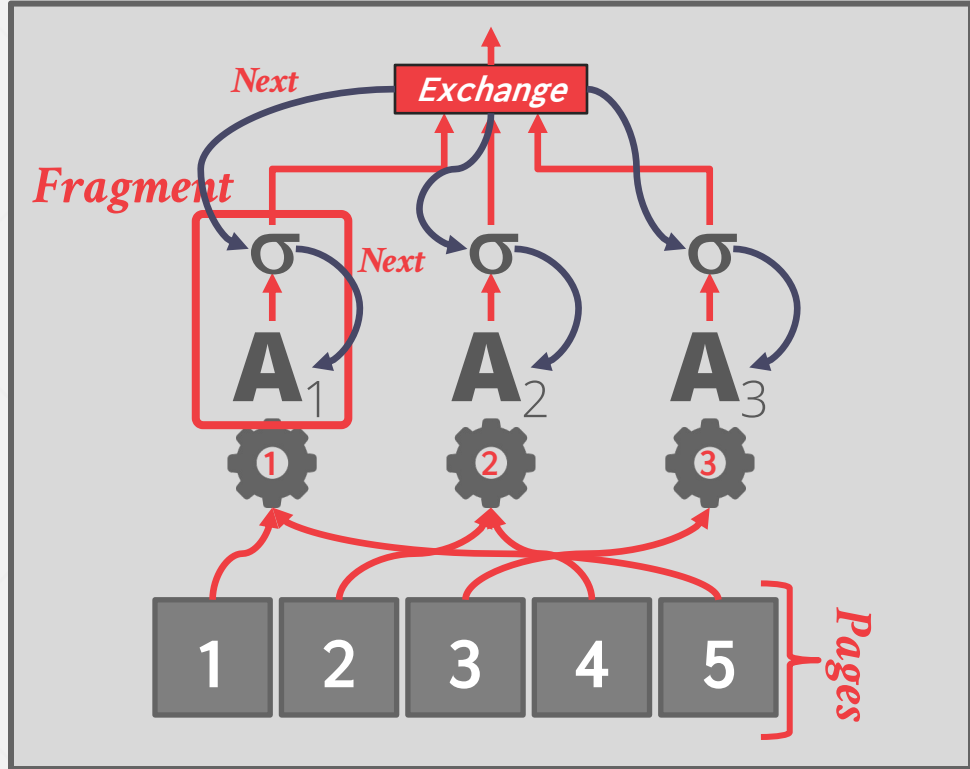 Next
Exchange
Fragment
σ σ σ
Next
A1 A2 A3
1 2 3
1 2 3 4 5
Pages